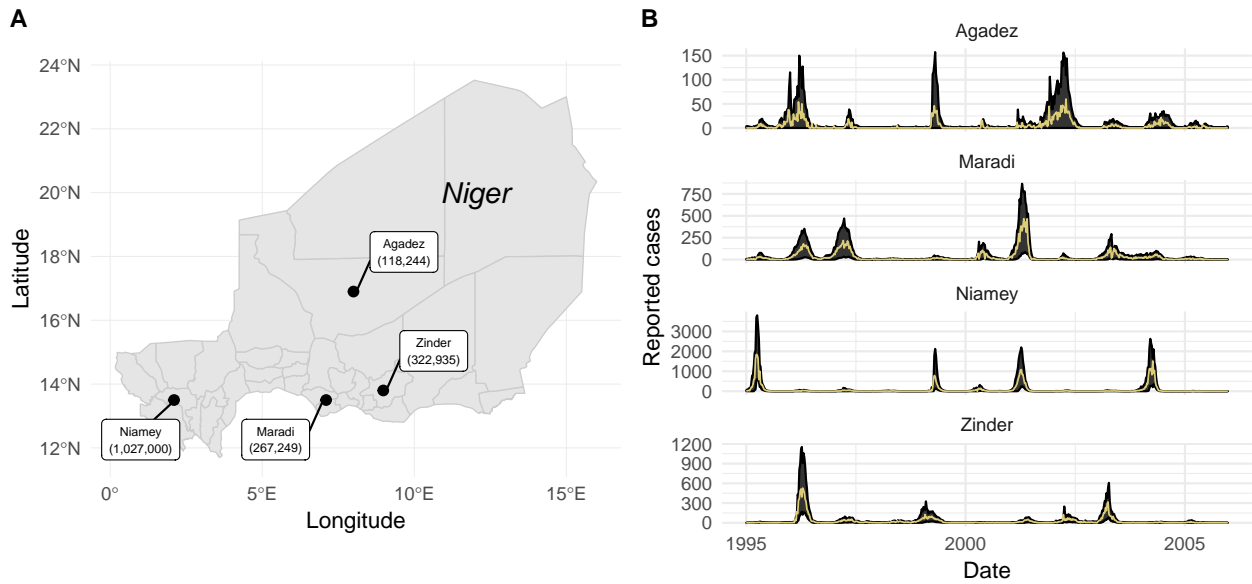 A
24°N
22°N
20°N
18°N
16°N
14°N
12°N
Latitude
0°
5°E
10°E
15°E
Longitude
Niger
Agadez
(118,244)
Zinder
(322,935)
Niamey
(1,027,000)
Maradi
(267,249)
B
Reported cases
Agadez
150
100
50
0
Maradi
750
500
250
0
Niamey
3000
2000
1000
0
Zinder
1200
900
600
300
0
1995
2000
2005
Date